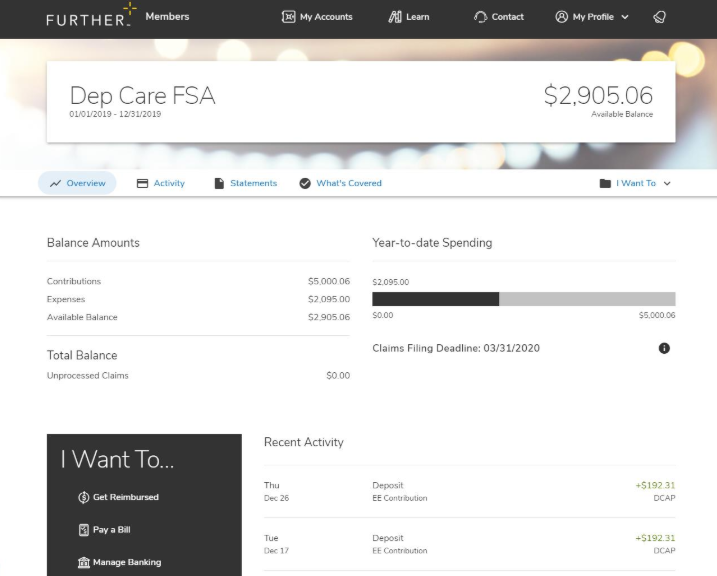 FURTHER Members My Accounts Learn Contact My Profile
Dep Care FSA $2,905.06
01/01/2019 - 12/31/2019 Available Balance
Overview Activity Statements What's Covered I Want To
Balance Amounts
Contributions $5,000.06
Expenses $2,095.00
Available Balance $2,905.06
Total Balance
Unprocessed Claims $0.00
Year-to-date Spending
$2,095.00
$0.00 $5,000.06
Claims Filing Deadline: 03/31/2020
I Want To...
Get Reimbursed
Pay a Bill
Manage Banking
Recent Activity
Thu Deposit +$192.31
Dec 26 EE Contribution DCAP
Tue Deposit +$192.31
Dec 17 EE Contribution DCAP